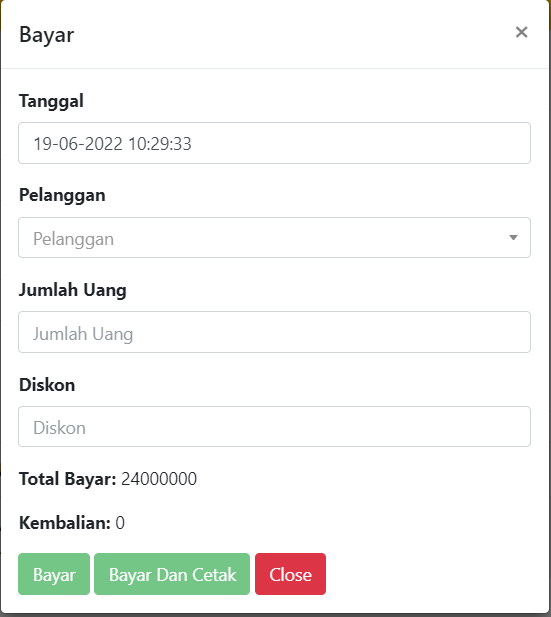 Bayar
×
Tanggal
19-06-2022 10:29:33
Pelanggan
Pelanggan
Jumlah Uang
Jumlah Uang
Diskon
Diskon
Total Bayar: 24000000
Kembalian: 0
Bayar Bayar Dan Cetak Close